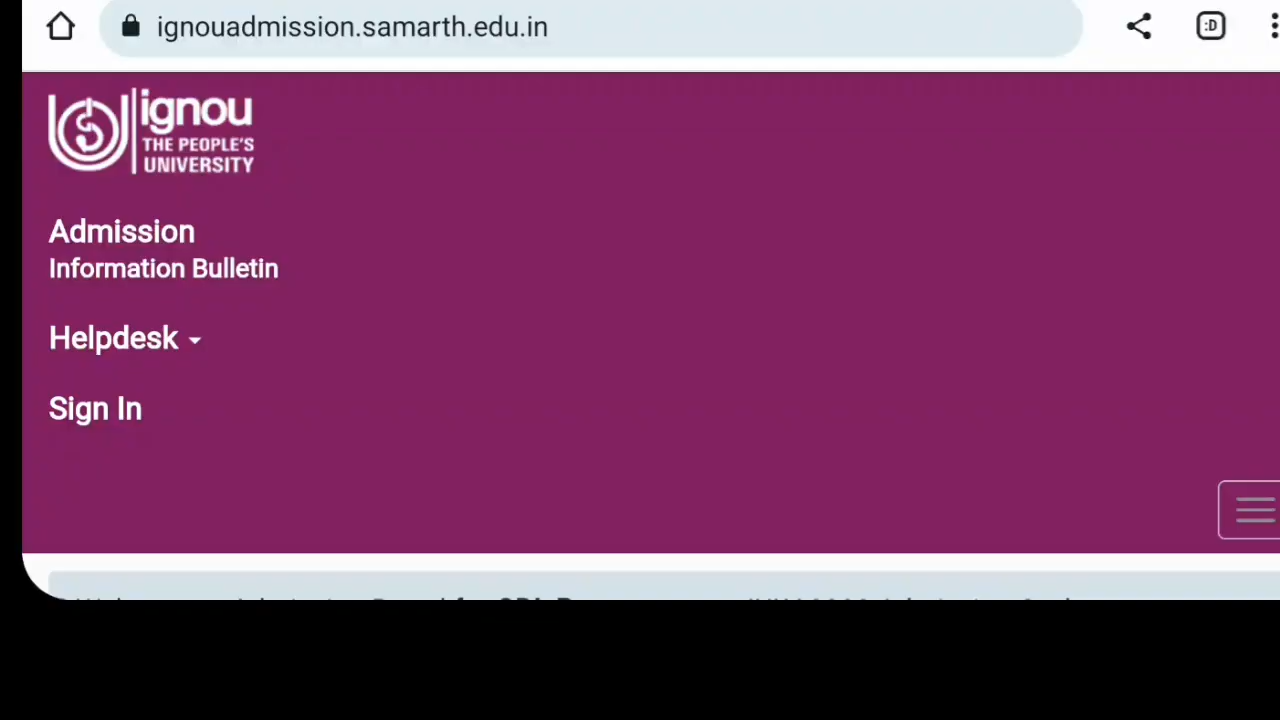 ignouadmission.samarth.edu.in
:D
ignou
THE PEOPLE'S
UNIVERSITY
Admission
Information Bulletin
Helpdesk
Sign In